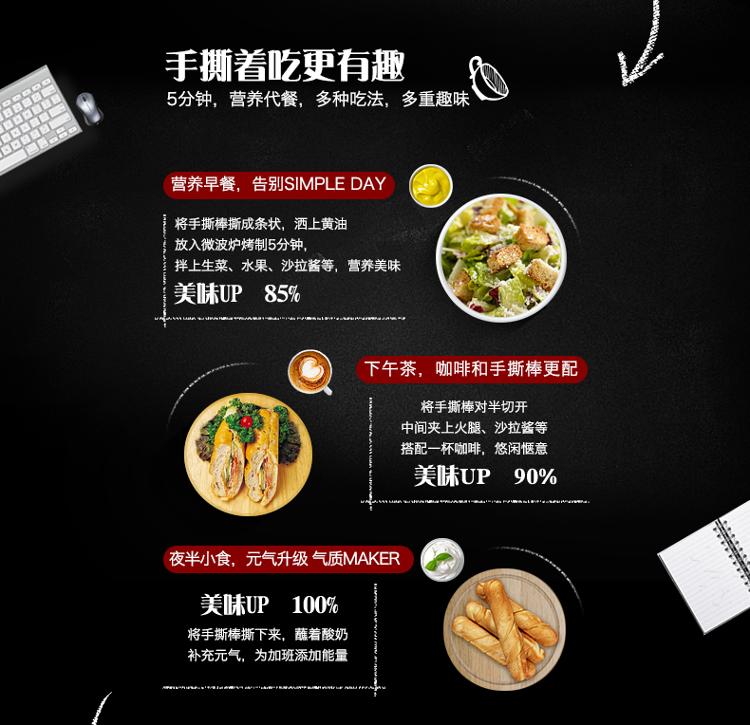 手撕着吃更有趣
5分钟，营养代餐，多种吃法，多重趣味
营养早餐，告别SIMPLE DAY
将手撕棒撕成条状，洒上黄油
放入微波炉烤制5分钟，
拌上生菜、水果、沙拉酱等，营养美味
美味UP 85%
下午茶，咖啡和手撕棒更配
将手撕棒对半切开
中间夹上火腿、沙拉酱等
搭配一杯咖啡，悠闲惬意
美味UP 90%
夜半小食，元气升级 气质MAKER
美味UP 100%
将手撕棒撕下来，蘸着酸奶
补充元气，为加班添加能量